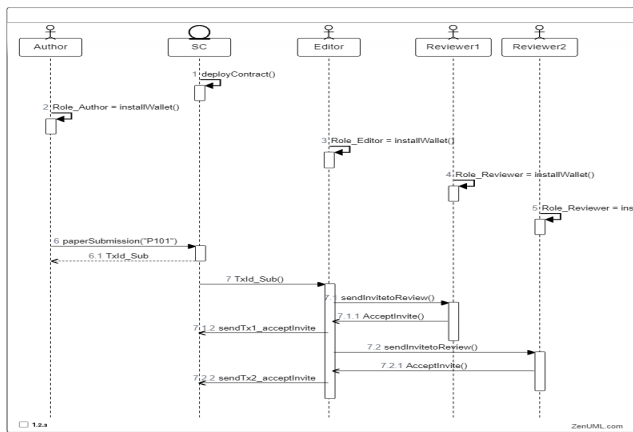 Author
SC
Editor
Reviewer1
Reviewer2
1 deployContract()
2 Role_Author = installWallet()
3 Role_Editor = installWallet()
4 Role_Reviewer = installWallet()
5 Role_Reviewer = ins
6 paperSubmission("P101")
6.1 TxId_Sub
7 TxId_Sub()
7.1 sendInvitetoReview()
7.1.1 AcceptInvite()
7.1.2 sendTx1_acceptInvite
7.2 sendInvitetoReview()
7.2.1 AcceptInvite()
7.2.2 sendTx2_acceptInvite
1.2.a
ZenUML.com